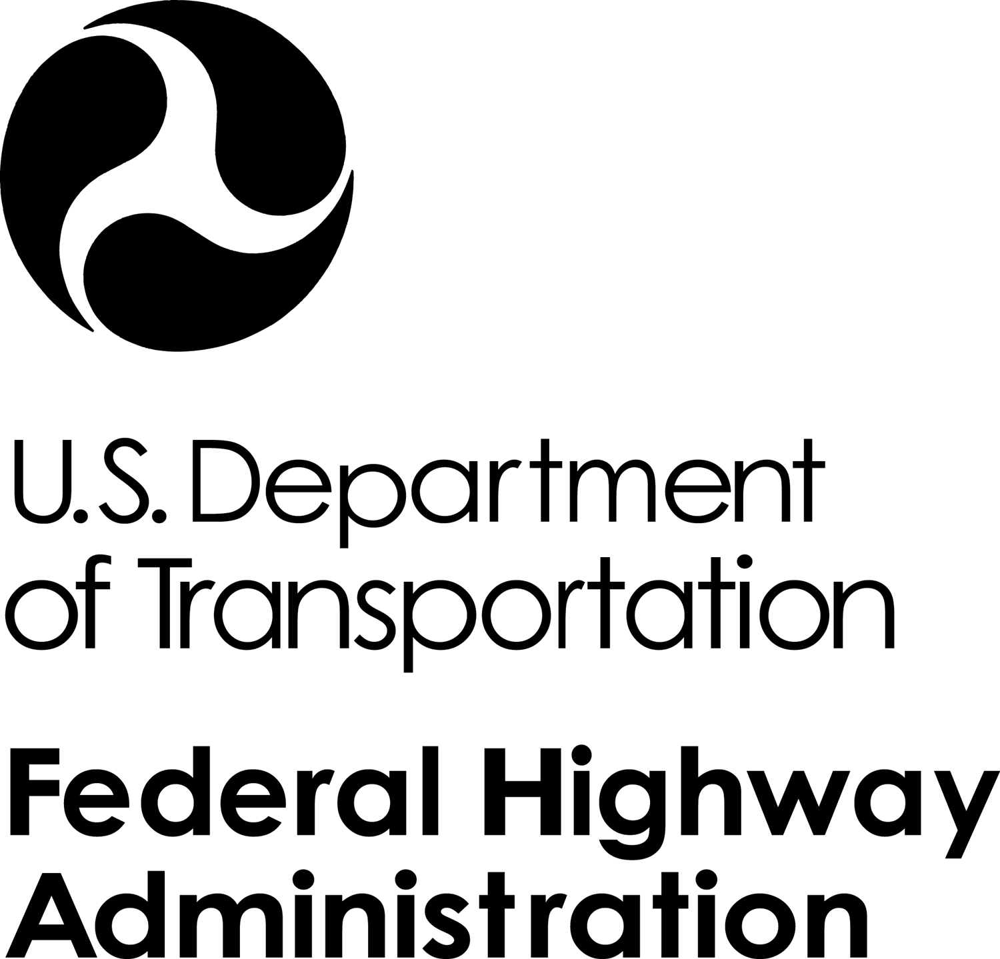 U.S. Department
of Transportation
Federal Highway
Administration